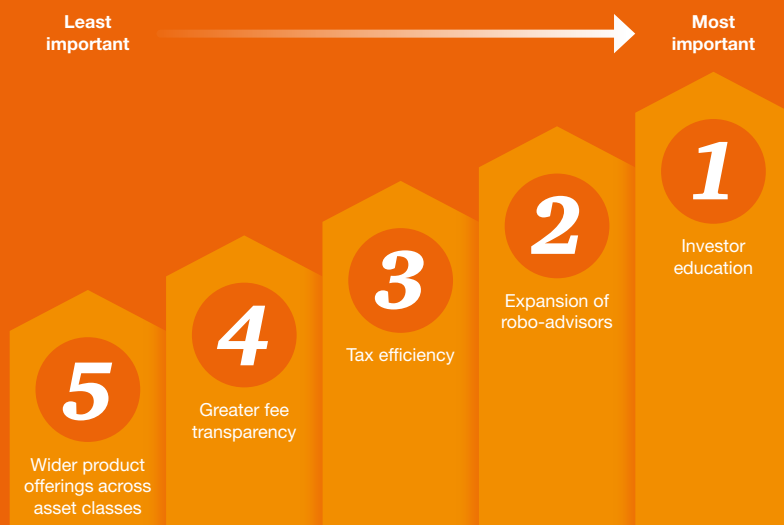 Least
important
Most
important
1
Investor
education
2
Expansion of
robo-advisors
3
Tax efficiency
4
Greater fee
transparency
5
Wider product
offerings across
asset classes